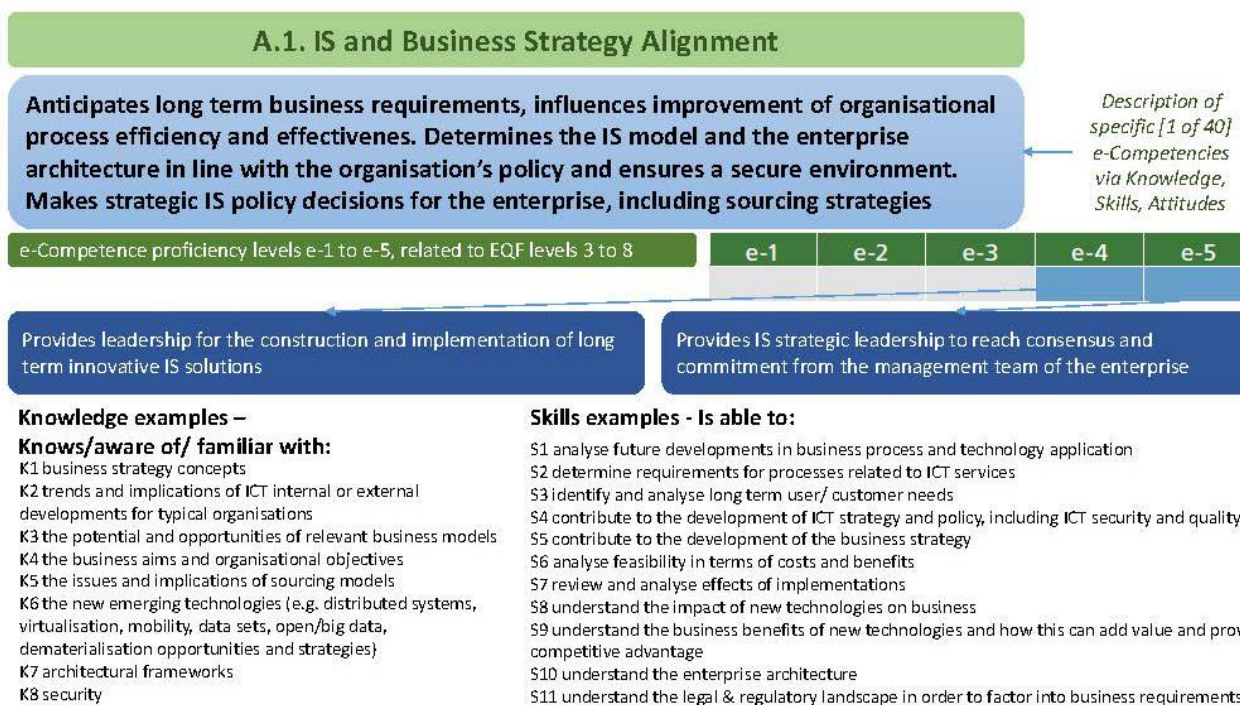 A.1. IS and Business Strategy Alignment
Anticipates long term business requirements, influences improvement of organisational
process efficiency and effectivenes. Determines the IS model and the enterprise
architecture in line with the organisation's policy and ensures a secure environment.
Makes strategic IS policy decisions for the enterprise, including sourcing strategies
Description of
specific [1 of 40]
e-Competencies
via Knowledge,
Skills, Attitudes
e-Competence proficiency levels e-1 to e-5, related to EQF levels 3 to 8
e-1 e-2 e-3 e-4 e-5
Provides leadership for the construction and implementation of long
term innovative IS solutions
Provides IS strategic leadership to reach consensus and
commitment from the management team of the enterprise
Knowledge examples –
Knows/aware of/ familiar with:
K1 business strategy concepts
K2 trends and implications of ICT internal or external
developments for typical organisations
K3 the potential and opportunities of relevant business models
K4 the business aims and organisational objectives
K5 the issues and implications of sourcing models
K6 the new emerging technologies (e.g. distributed systems,
virtualisation, mobility, data sets, open/big data,
dematerialisation opportunities and strategies)
K7 architectural frameworks
K8 security
Skills examples - Is able to:
S1 analyse future developments in business process and technology application
S2 determine requirements for processes related to ICT services
S3 identify and analyse long term user/ customer needs
S4 contribute to the development of ICT strategy and policy, including ICT security and quality
S5 contribute to the development of the business strategy
S6 analyse feasibility in terms of costs and benefits
S7 review and analyse effects of implementations
S8 understand the impact of new technologies on business
S9 understand the business benefits of new technologies and how this can add value and prov
competitive advantage
S10 understand the enterprise architecture
S11 understand the legal & regulatory landscape in order to factor into business requirements